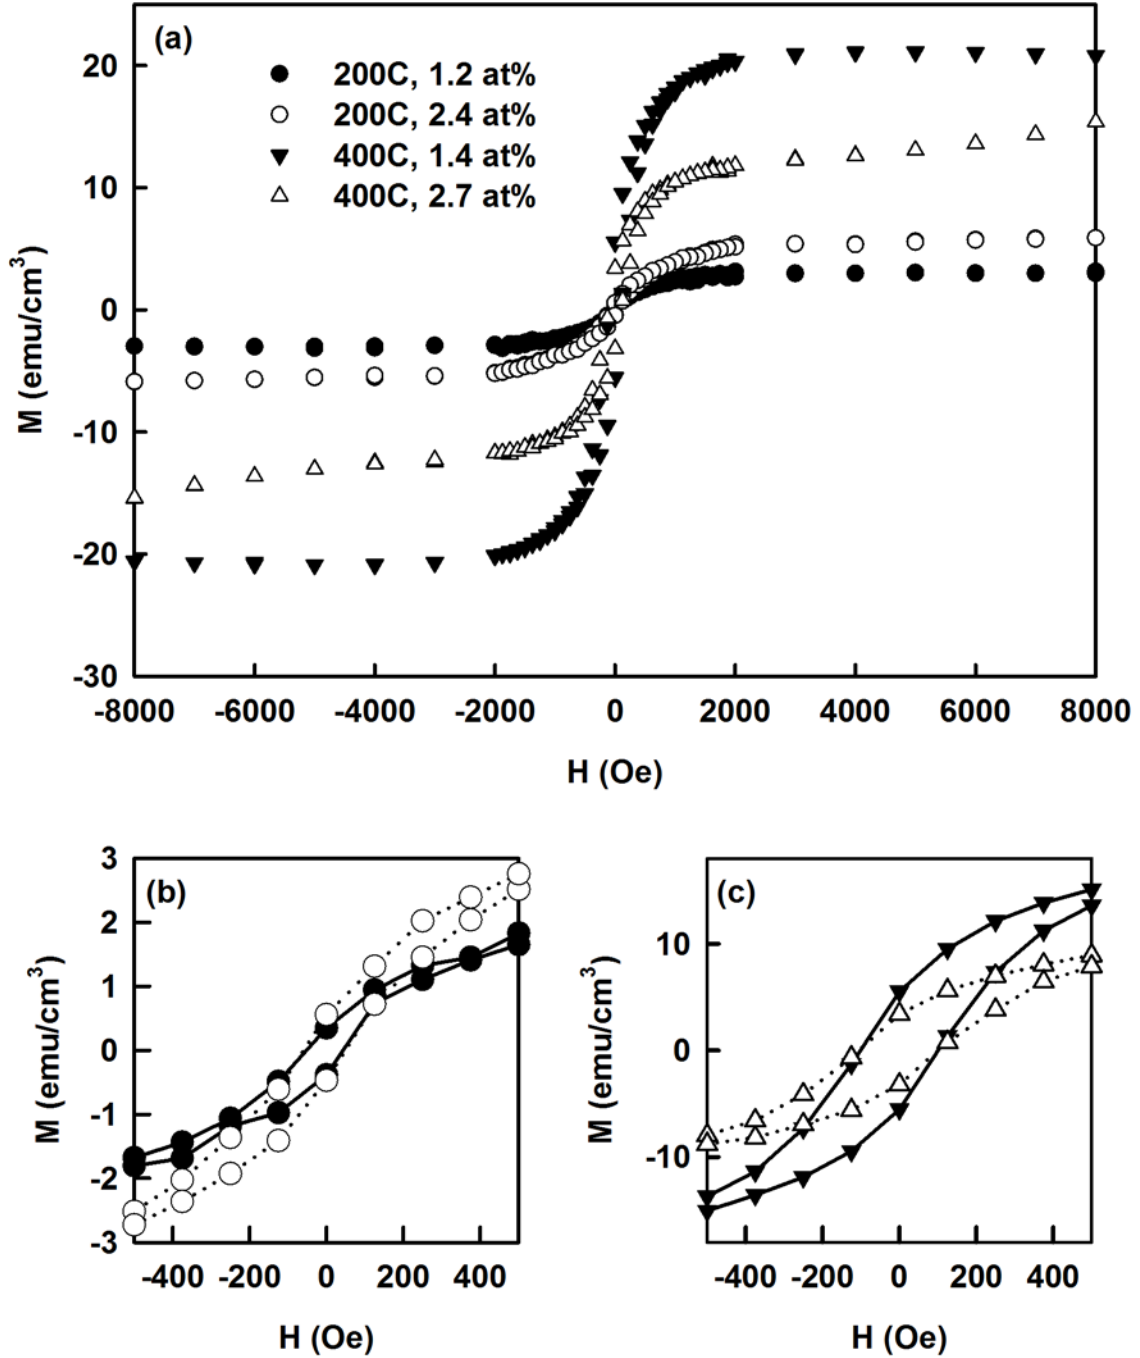 (a)
200C, 1.2 at%
200C, 2.4 at%
400C, 1.4 at%
400C, 2.7 at%
20
10
0
-10
-20
-30
M (emu/cm³)
-8000 -6000 -4000 -2000 0 2000 4000 6000 8000
H (Oe)
(b)
3
2
1
0
-1
-2
-3
M (emu/cm³)
-400 -200 0 200 400
H (Oe)
(c)
10
0
-10
M (emu/cm³)
-400 -200 0 200 400
H (Oe)